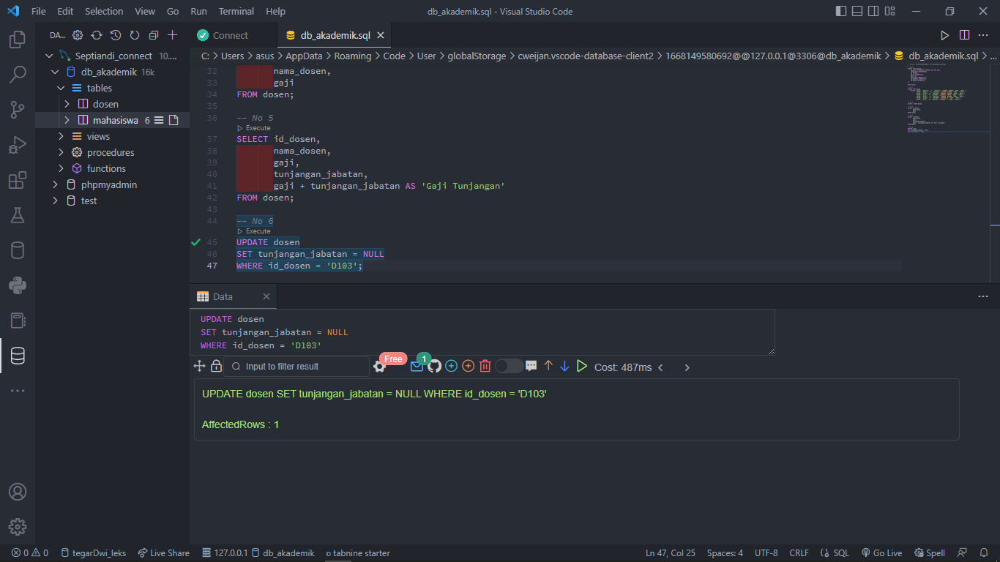 File Edit Selection View Go Run Terminal Help
db_akademik.sql - Visual Studio Code
DA...
Septiandi_connect 10....
db_akademik 16k
tables
dosen
mahasiswa 6
views
procedures
functions
phpmyadmin
test
Connect
db_akademik.sql
C: > Users > asus > AppData > Roaming > Code > User > globalStorage > cweijan.vscode-database-client2 > 1668149580692@@127.0.0.1@3306@db_akademik > db_akademik.sql > ...
32 nama_dosen,
33 gaji
34 FROM dosen;
35
36 -- No 5
Execute
37 SELECT id_dosen,
38 nama_dosen,
39 gaji,
40 tunjangan_jabatan,
41 gaji + tunjangan_jabatan AS 'Gaji Tunjangan'
42 FROM dosen;
43
44 -- No 6
Execute
45 UPDATE dosen
46 SET tunjangan_jabatan = NULL
47 WHERE id_dosen = 'D103';
Data
UPDATE dosen
SET tunjangan_jabatan = NULL
WHERE id_dosen = 'D103'
Input to filter result
Free
1
Cost: 487ms
UPDATE dosen SET tunjangan_jabatan = NULL WHERE id_dosen = 'D103'
AffectedRows : 1
0 0 tegarDwi_leks Live Share 127.0.0.1 db_akademik tabnine starter
Ln 47, Col 25 Spaces: 4 UTF-8 CRLF SQL Go Live Spell